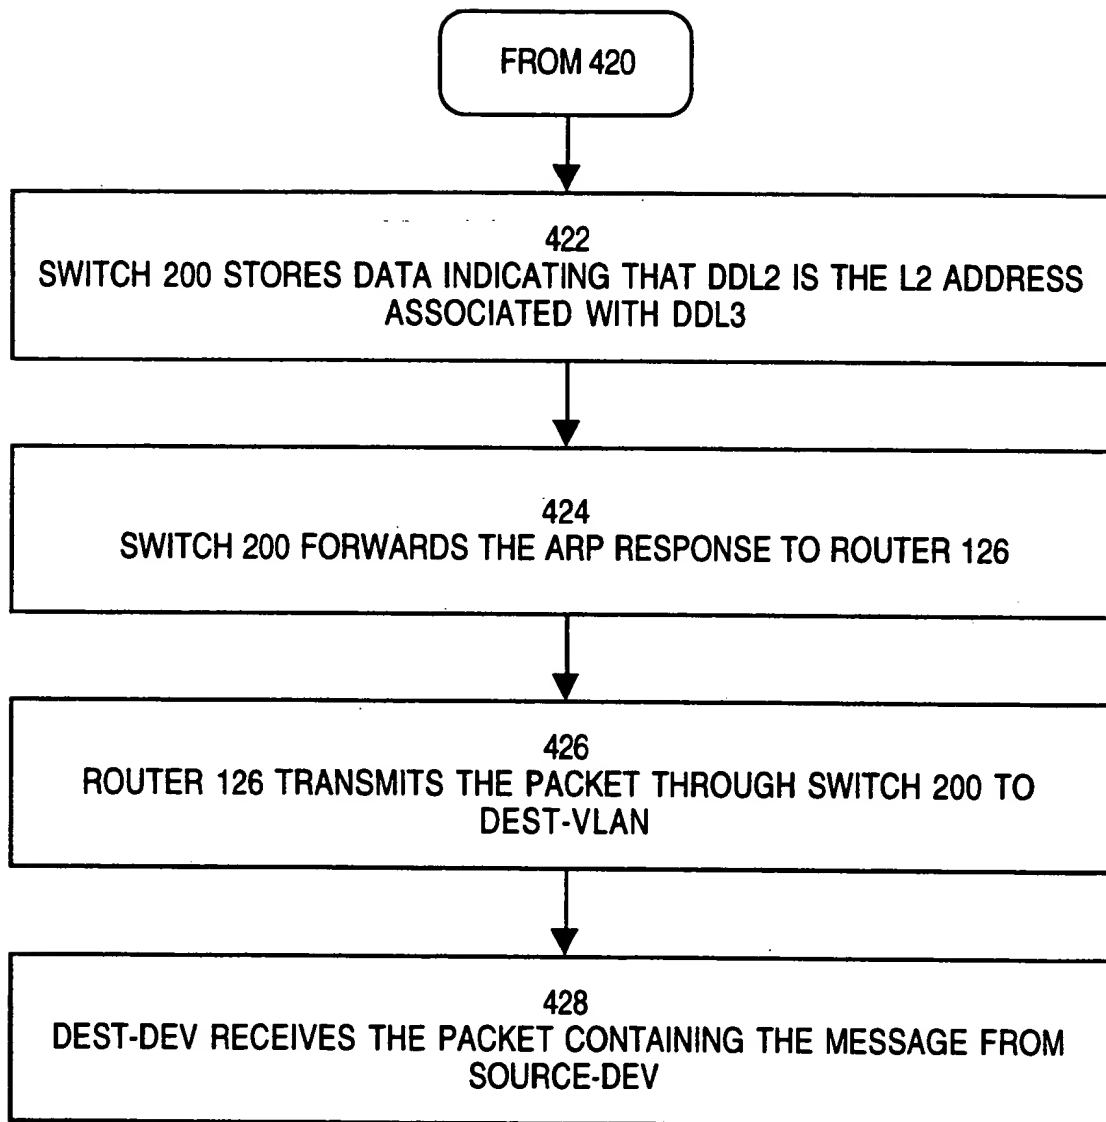 FROM 420
422
SWITCH 200 STORES DATA INDICATING THAT DDL2 IS THE L2 ADDRESS
ASSOCIATED WITH DDL3
424
SWITCH 200 FORWARDS THE ARP RESPONSE TO ROUTER 126
426
ROUTER 126 TRANSMITS THE PACKET THROUGH SWITCH 200 TO
DEST-VLAN
428
DEST-DEV RECEIVES THE PACKET CONTAINING THE MESSAGE FROM
SOURCE-DEV